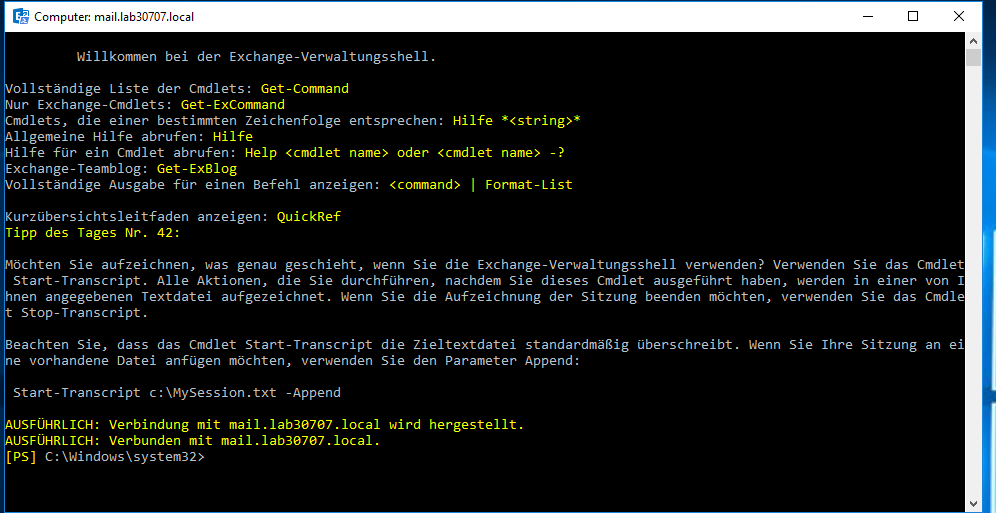 Computer: mail.lab30707.local
Willkommen bei der Exchange-Verwaltungsshell.
Vollständige Liste der Cmdlets: Get-Command
Nur Exchange-Cmdlets: Get-ExCommand
Cmdlets, die einer bestimmten Zeichenfolge entsprechen: Hilfe *<string>*
Allgemeine Hilfe abrufen: Hilfe
Hilfe für ein Cmdlet abrufen: Help <cmdlet name> oder <cmdlet name> -?
Exchange-Teamblog: Get-ExBlog
Vollständige Ausgabe für einen Befehl anzeigen: <command> | Format-List
Kurzübersichtsleitfaden anzeigen: QuickRef
Tipp des Tages Nr. 42:
Möchten Sie aufzeichnen, was genau geschieht, wenn Sie die Exchange-Verwaltungsshell verwenden? Verwenden Sie das Cmdlet
Start-Transcript. Alle Aktionen, die Sie durchführen, nachdem Sie dieses Cmdlet ausgeführt haben, werden in einer von I
hnen angegebenen Textdatei aufgezeichnet. Wenn Sie die Aufzeichnung der Sitzung beenden möchten, verwenden Sie das Cmdle
t Stop-Transcript.
Beachten Sie, dass das Cmdlet Start-Transcript die Zieltextdatei standardmäßig überschreibt. Wenn Sie Ihre Sitzung an ei
ne vorhandene Datei anfügen möchten, verwenden Sie den Parameter Append:
Start-Transcript c:\MySession.txt -Append
AUSFÜHRLICH: Verbindung mit mail.lab30707.local wird hergestellt.
AUSFÜHRLICH: Verbunden mit mail.lab30707.local.
[PS] C:\Windows\system32>